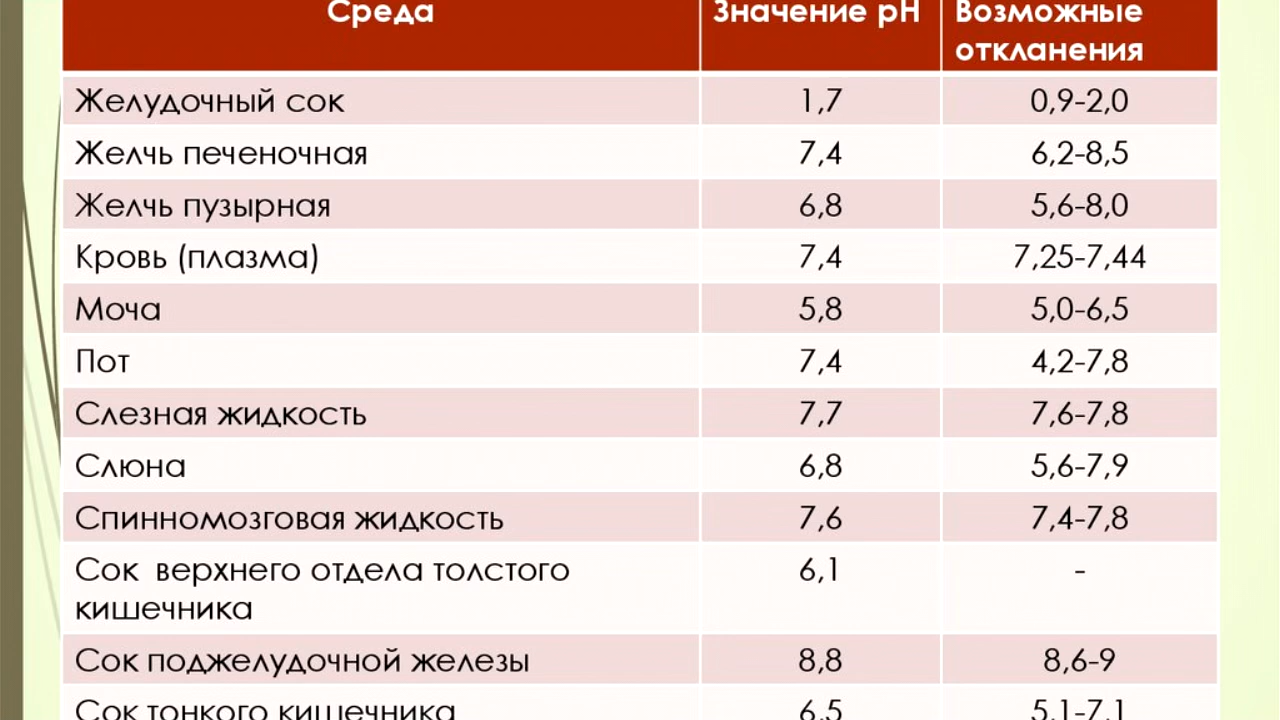 Среда Значение pH Возможные
откланения
Желудочный сок 1,7 0,9-2,0
Желчь печеночная 7,4 6,2-8,5
Желчь пузырная 6,8 5,6-8,0
Кровь (плазма) 7,4 7,25-7,44
Моча 5,8 5,0-6,5
Пот 7,4 4,2-7,8
Слезная жидкость 7,7 7,6-7,8
Слюна 6,8 5,6-7,9
Спинномозговая жидкость 7,6 7,4-7,8
Сок верхнего отдела толстого 6,1 -
кишечника
Сок поджелудочной железы 8,8 8,6-9
Сок тонкого кишечника 6,5 5,1-7,1